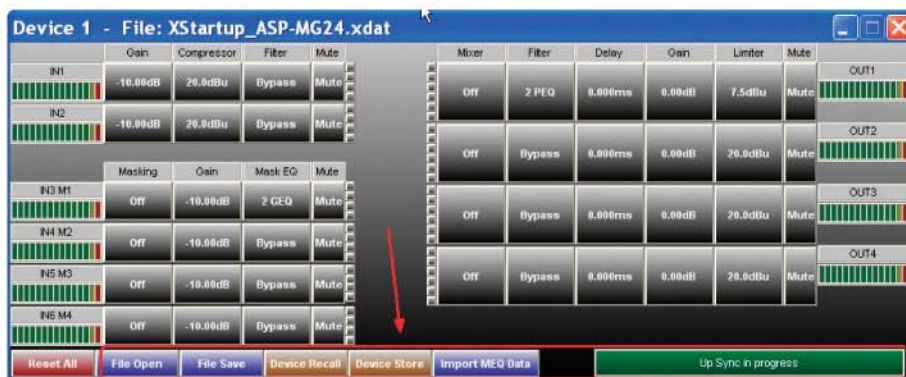 Device 1 - File: XStartup_ASP-MG24.xdat
Gain Compressor Filter Mute
IN1
-10.00dB 20.0dBu Bypass Mute
IN2
-10.00dB 20.0dBu Bypass Mute
Masking Gain Mask EQ Mute
IN3 M1
Off -10.00dB 2 GEQ Mute
IN4 M2
Off -10.00dB Bypass Mute
IN5 M3
Off -10.00dB Bypass Mute
IN6 M4
Off -10.00dB Bypass Mute
Mixer Filter Delay Gain Limiter Mute
OUT1
Off 2 PEQ 0.000ms 0.00dB 7.5dBu Mute
OUT2
Off Bypass 0.000ms 0.00dB 20.0dBu Mute
OUT3
Off Bypass 0.000ms 0.00dB 20.0dBu Mute
OUT4
Off Bypass 0.000ms 0.00dB 20.0dBu Mute
Reset All File Open File Save Device Recall Device Store Import MEQ Data Up Sync in progress